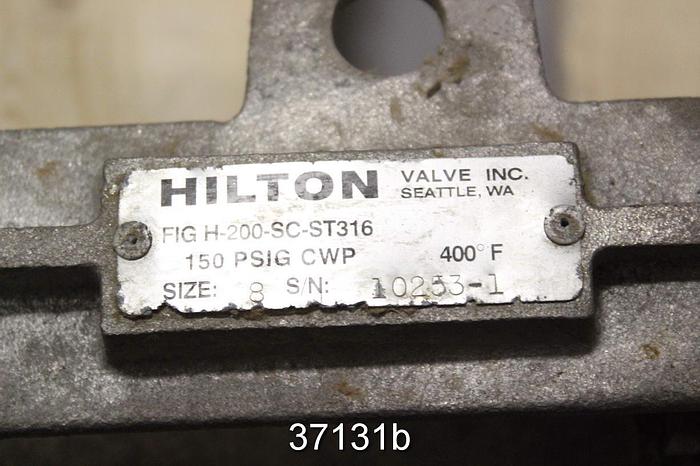 HILTON VALVE INC.
SEATTLE, WA
FIG H-200-SC-ST316
150 PSIG CWP 400°F
SIZE: 8 S/N: 10253-1
37131b